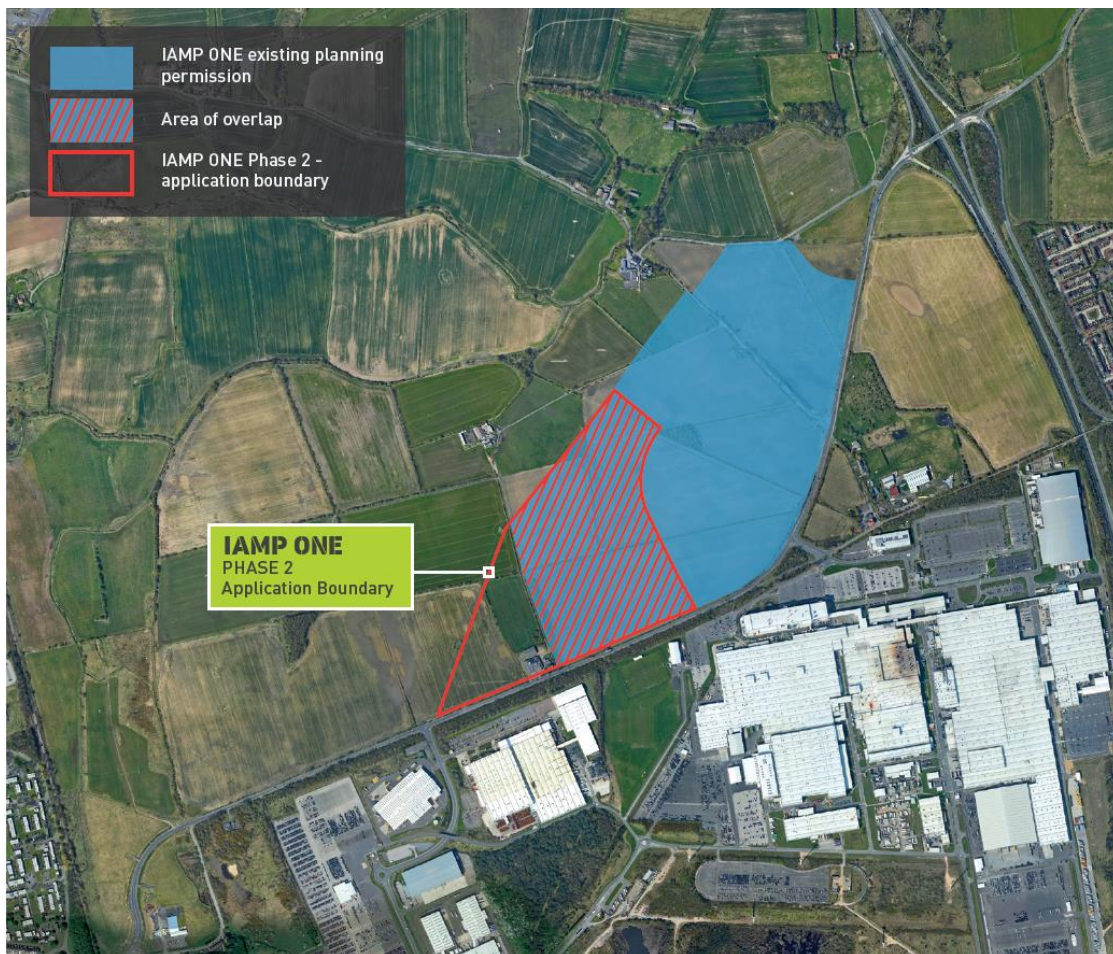 IAMP ONE existing planning
permission
Area of overlap
IAMP ONE Phase 2 -
application boundary
IAMP ONE
PHASE 2
Application Boundary